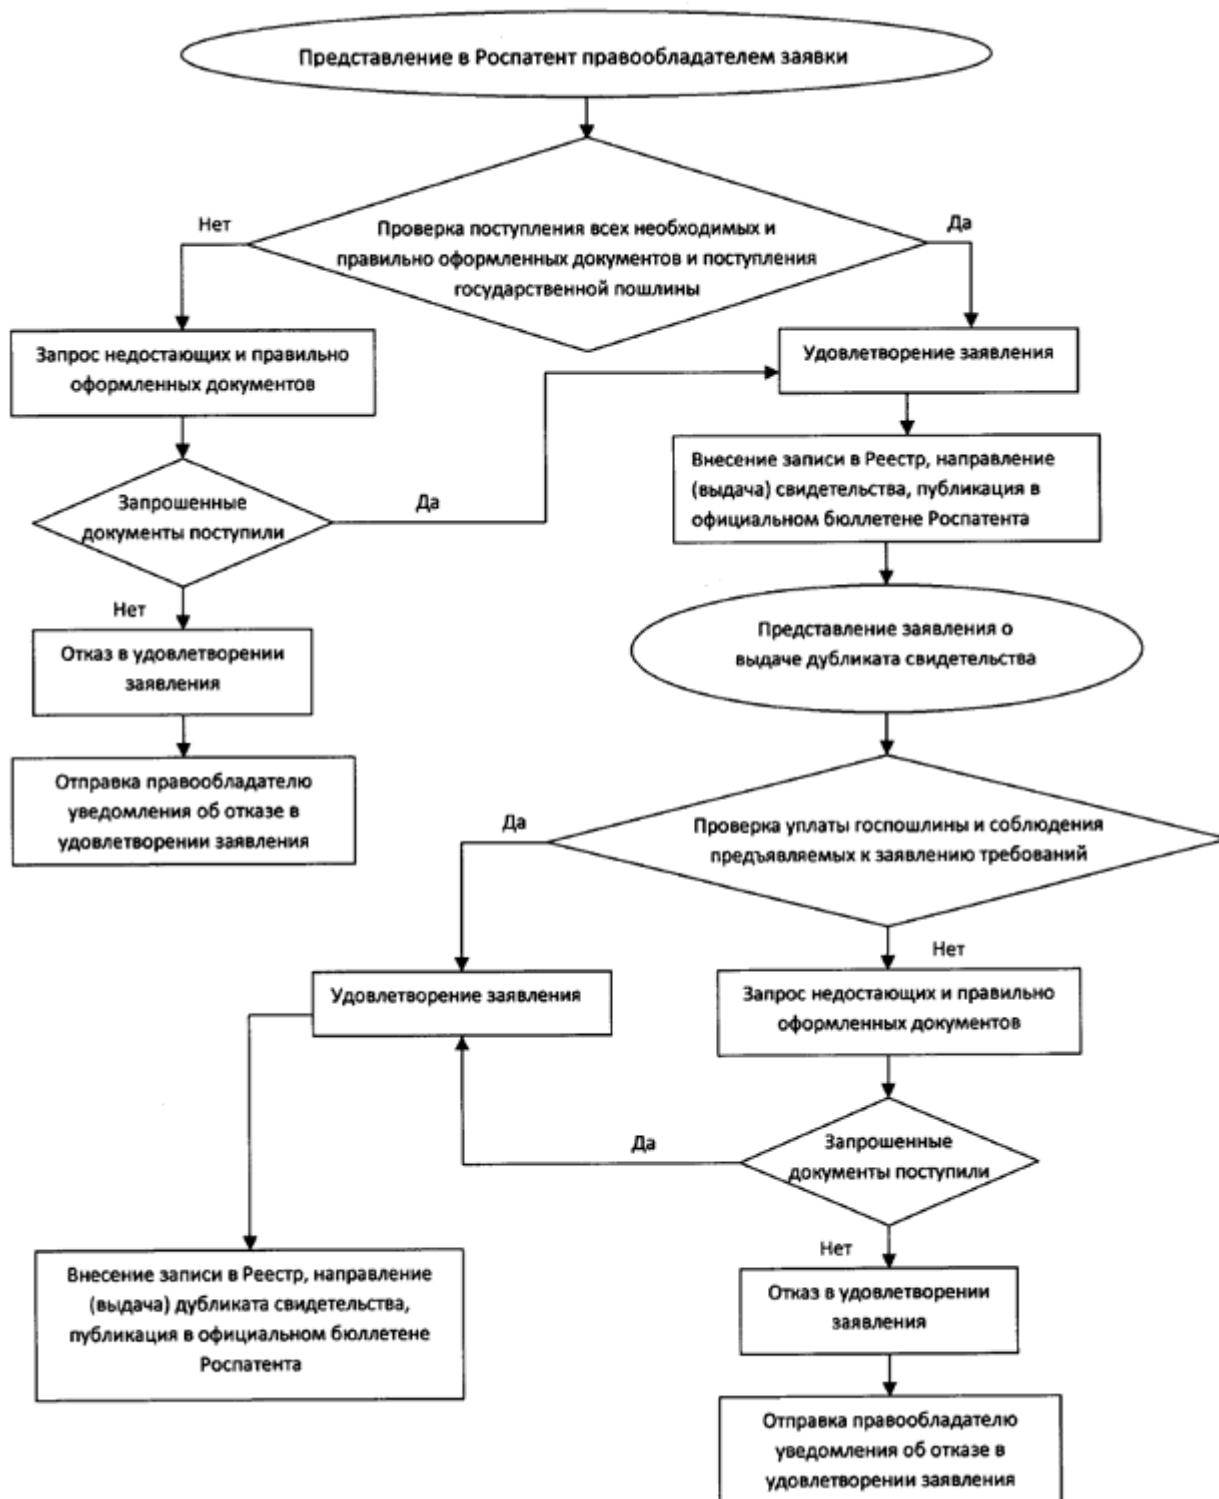 Представление в Роспатент правообладателем заявки
Нет
Да
Проверка поступления всех необходимых и
правильно оформленных документов и поступления
государственной пошлины
Запрос недостающих и правильно
оформленных документов
Удовлетворение заявления
Запрошенные
документы поступили
Да
Внесение записи в Реестр, направление
(выдача) свидетельства, публикация в
официальном бюллетене Роспатента
Нет
Отказ в удовлетворении
заявления
Представление заявления о
выдаче дубликата свидетельства
Отправка правообладателю
уведомления об отказе в
удовлетворении заявления
Да
Проверка уплаты госпошлины и соблюдения
предъявляемых к заявлению требований
Нет
Удовлетворение заявления
Запрос недостающих и правильно
оформленных документов
Да
Запрошенные
документы поступили
Нет
Внесение записи в Реестр, направление
(выдача) дубликата свидетельства,
публикация в официальном бюллетене
Роспатента
Отказ в удовлетворении
заявления
Отправка правообладателю
уведомления об отказе в
удовлетворении заявления